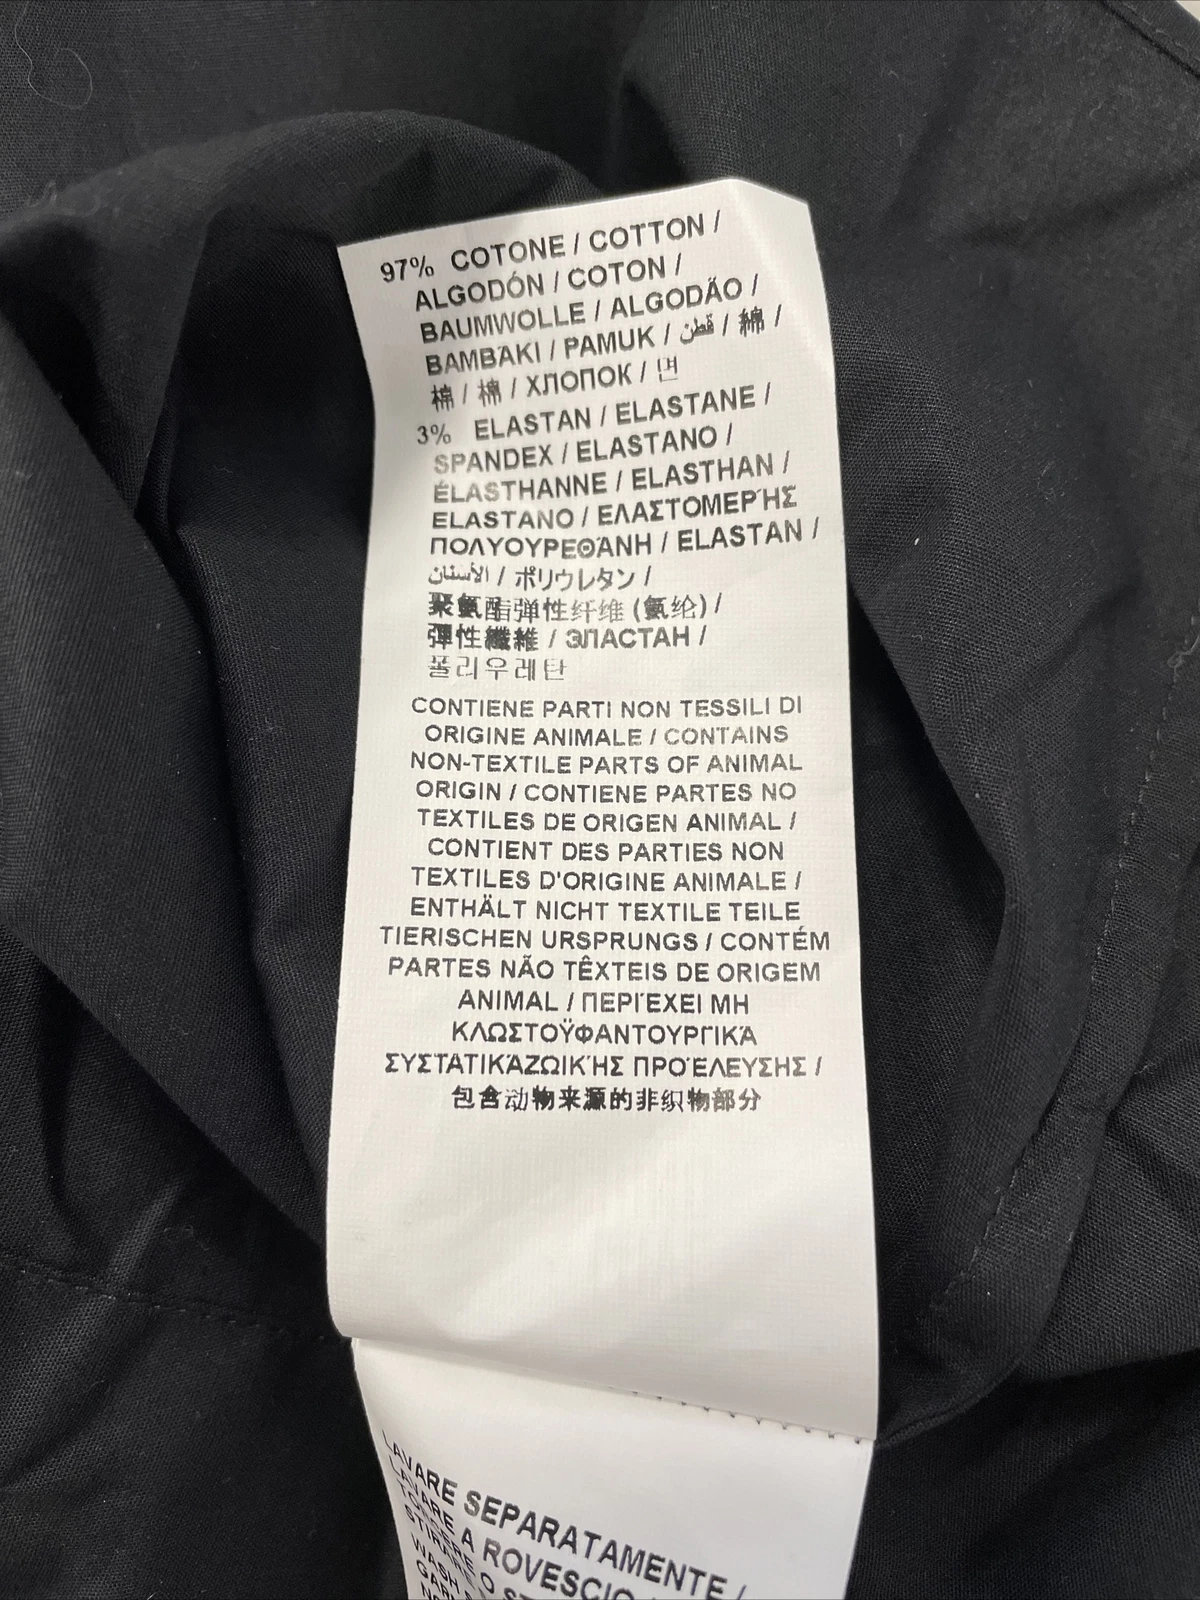 97% COTONE / COTTON /
ALGODÓN / COTON /
BAUMWOLLE / ALGODÃO /
BAMBΆKI / PAMUK / قطن / 綿 /
棉 / 棉 / ХЛОПОК / 면
3% ELASTAN / ELASTANE /
SPANDEX / ELASTANO /
ÉLASTHANNE / ELASTHAN /
ELASTANO / ΕΛΑΣΤΟΜΕΡΉΣ
ΠΟΛΥΟΥΡΕΘΆΝΗ / ELASTAN /
الأستان / ポリウレタン /
聚氨酯弹性纤维 (氨纶) /
彈性纖維 / ЭЛАСТАН /
폴리우레탄
CONTIENE PARTI NON TESSILI DI
ORIGINE ANIMALE / CONTAINS
NON-TEXTILE PARTS OF ANIMAL
ORIGIN / CONTIENE PARTES NO
TEXTILES DE ORIGEN ANIMAL /
CONTIENT DES PARTIES NON
TEXTILES D'ORIGINE ANIMALE /
ENTHÄLT NICHT TEXTILE TEILE
TIERISCHEN URSPRUNGS / CONTÉM
PARTES NÃO TÊXTEIS DE ORIGEM
ANIMAL / ΠΕΡΙΈΧΕΙ ΜΗ
ΚΛΩΣΤΟΫΦΑΝΤΟΥΡΓΙΚΆ
ΣΥΣΤΑΤΙΚΆΖΩΙΚΉΣ ΠΡΟΈΛΕΥΣΗΣ /
包含动物来源的非织物部分
LAVARE SEPARATAMENTE /
LAVARE A ROVESCIO
WASH